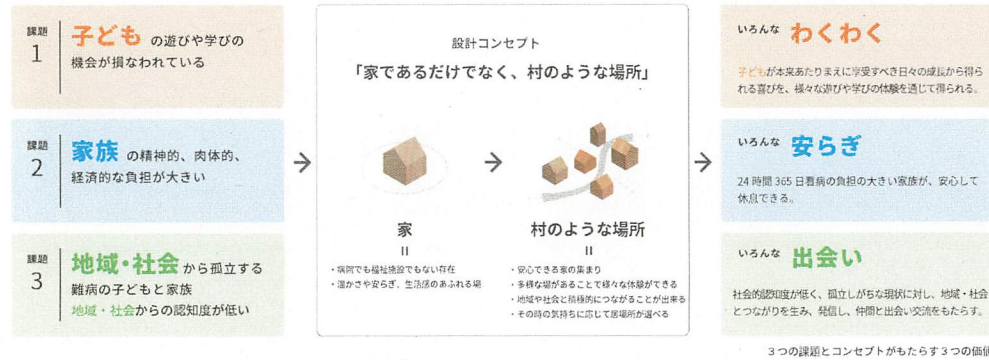 課題
1
子ども の遊びや学びの
機会が損なわれている
課題
2
家族 の精神的、肉体的、
経済的な負担が大きい
課題
3
地域・社会から孤立する
難病の子どもと家族
地域・社会からの認知度が低い
設計コンセプト
「家であるだけでなく、村のような場所」
家
=
・病院でも福祉施設でもない存在
・温かさや安らぎ、生活感のあふれる場
村のような場所
=
・安心できる家の集まり
・多様な場があることで様々な体験ができる
・地域や社会と積極的につながることが出来る
・その時の気持ちに応じて居場所が選べる
いろんな わくわく
子どもが本来あたりまえに享受すべき日々の成長から得ら
れる喜びを、様々な遊びや学びの体験を通じて得られる。
いろんな 安らぎ
24時間365日看病の負担の大きい家族が、安心して
休息できる。
いろんな 出会い
社会的認知度が低く、孤立しがちな現状に対し、地域・社会
とつながりを生み、発信し、仲間と出会い交流をもたらす。
3つの課題とコンセプトがもたらす3つの価値